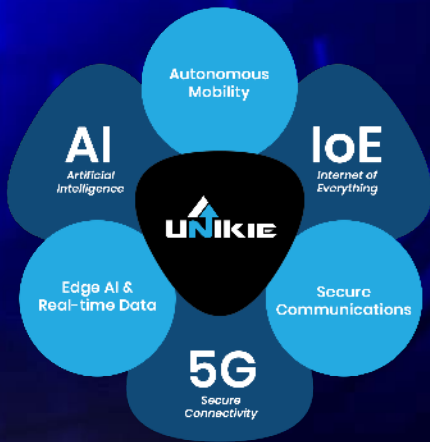 Autonomous
Mobility
AI
Artificial
Intelligence
IoE
Internet of
Everything
UNIKIE
Edge AI &
Real-time Data
Secure
Communications
5G
Secure
Connectivity